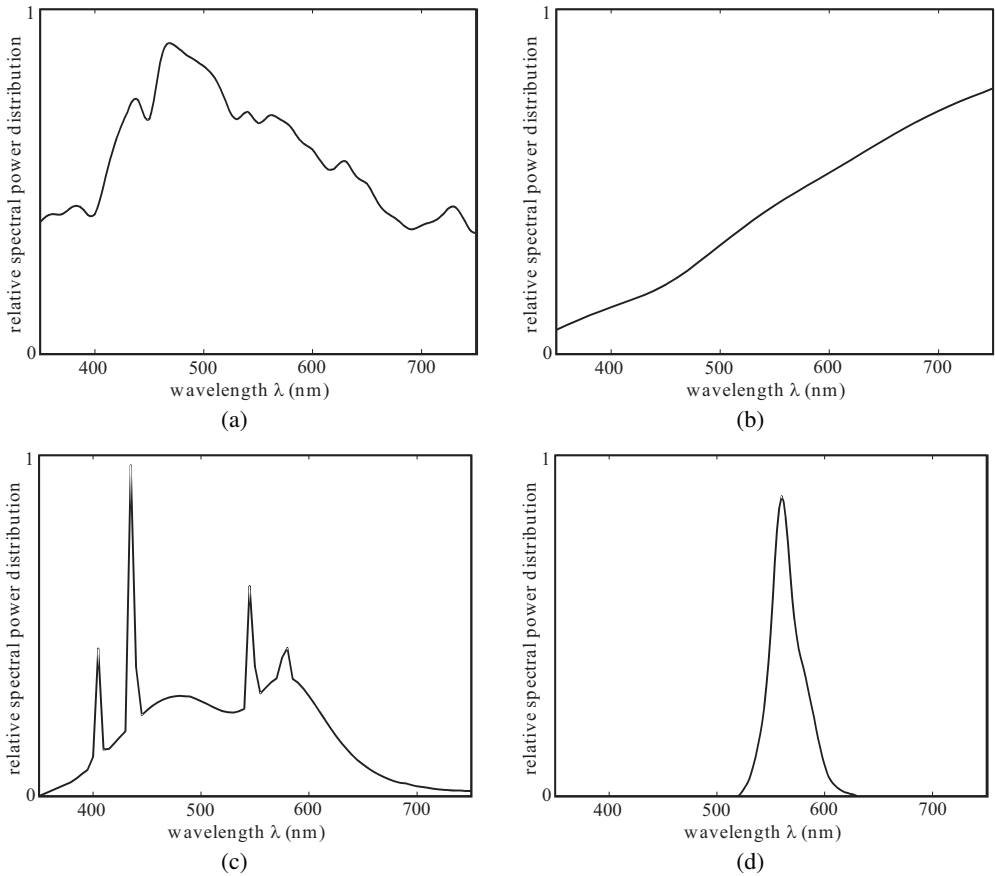 1
relative spectral power distribution
0
400 500 600 700
wavelength λ (nm)
(a)
1
relative spectral power distribution
0
400 500 600 700
wavelength λ (nm)
(b)
1
relative spectral power distribution
0
400 500 600 700
wavelength λ (nm)
(c)
1
relative spectral power distribution
0
400 500 600 700
wavelength λ (nm)
(d)